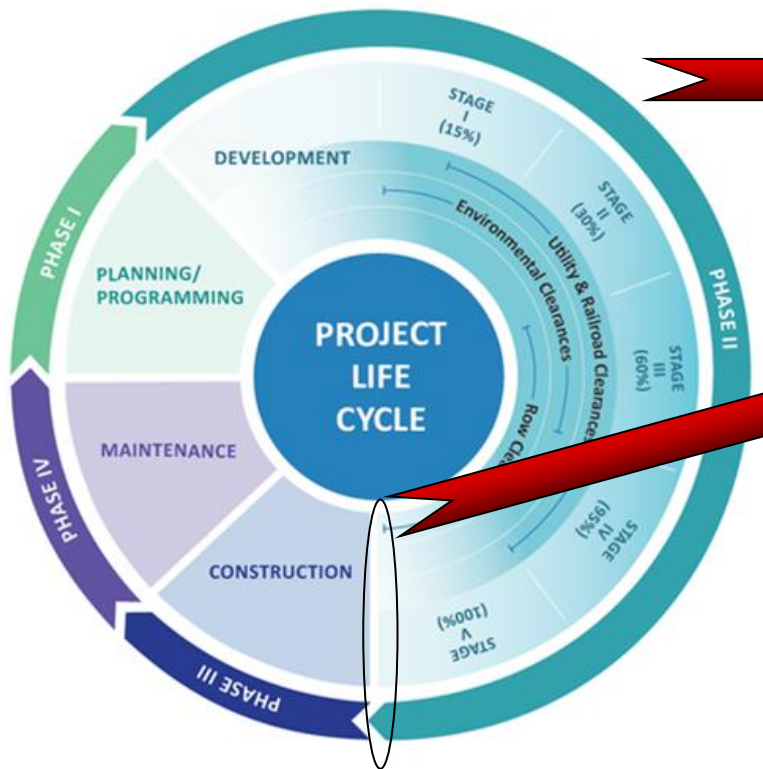 PROJECT
LIFE
CYCLE
PHASE I
PLANNING/
PROGRAMMING
PHASE II
DEVELOPMENT
STAGE
I
(15%)
STAGE
II
(30%)
STAGE
III
(60%)
STAGE
IV
(95%)
STAGE
V
(100%)
Environmental Clearances
Utility & Railroad Clearances
Row
PHASE III
CONSTRUCTION
PHASE IV
MAINTENANCE